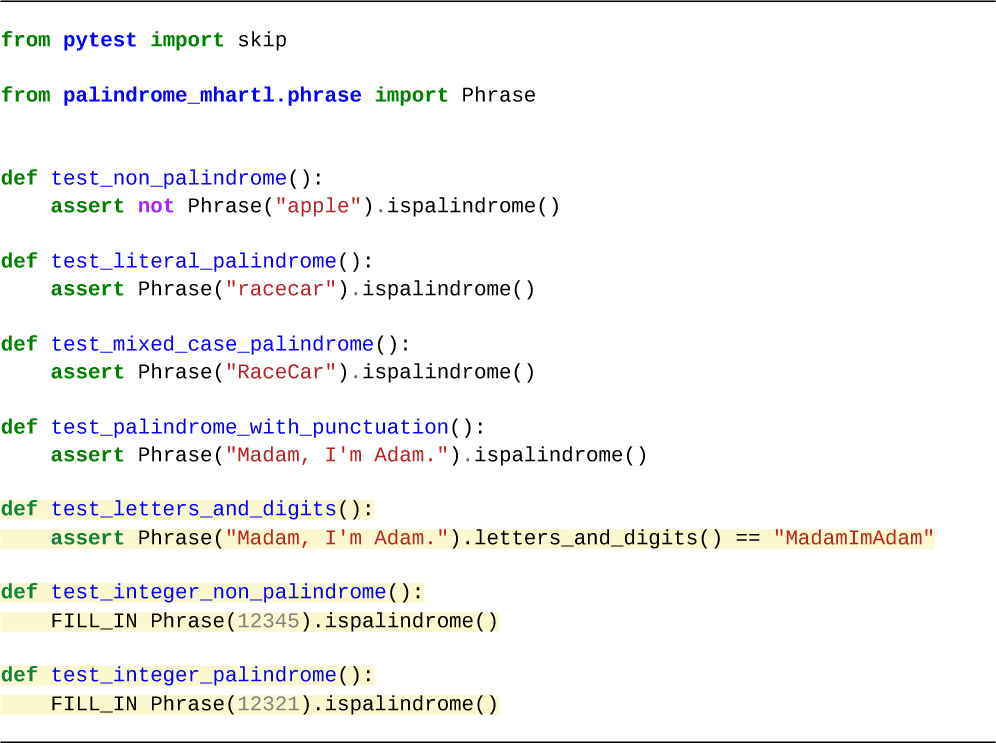 from pytest import skip
from palindrome_mhartl.phrase import Phrase
def test_non_palindrome():
    assert not Phrase("apple").ispalindrome()
def test_literal_palindrome():
    assert Phrase("racecar").ispalindrome()
def test_mixed_case_palindrome():
    assert Phrase("RaceCar").ispalindrome()
def test_palindrome_with_punctuation():
    assert Phrase("Madam, I'm Adam.").ispalindrome()
def test_letters_and_digits():
    assert Phrase("Madam, I'm Adam.").letters_and_digits() == "MadamImAdam"
def test_integer_non_palindrome():
    FILL_IN Phrase(12345).ispalindrome()
def test_integer_palindrome():
    FILL_IN Phrase(12321).ispalindrome()